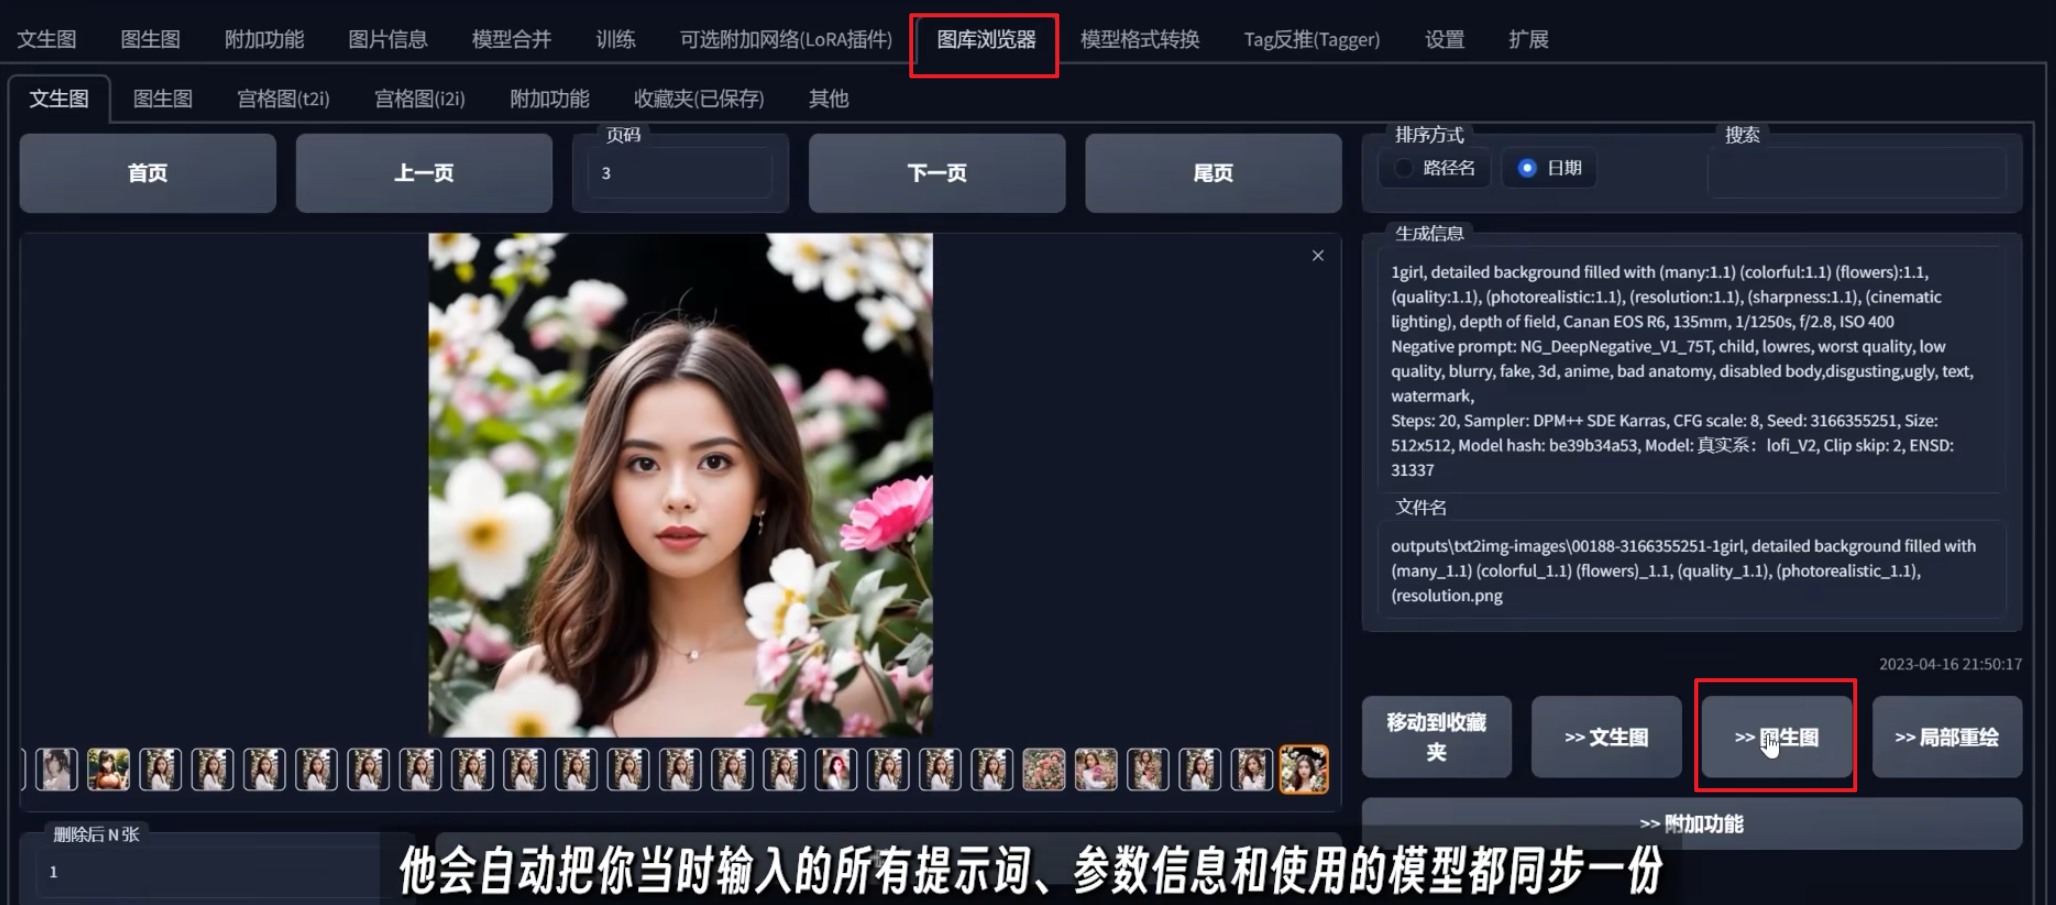 文生图 图生图 附加功能 图片信息 模型合并 训练 可选附加网络(LoRA插件) 图库浏览器 模型格式转换 Tag反推(Tagger) 设置 扩展
文生图 图生图 宫格图(t2i) 宫格图(i2i) 附加功能 收藏夹(已保存) 其他
首页
上一页
页码
3
下一页
尾页
排序方式
路径名 日期
搜索
生成信息
1girl, detailed background filled with (many:1.1) (colorful:1.1) (flowers):1.1,
(quality:1.1), (photorealistic:1.1), (resolution:1.1), (sharpness:1.1), (cinematic
lighting), depth of field, Canan EOS R6, 135mm, 1/1250s, f/2.8, ISO 400
Negative prompt: NG_DeepNegative_V1_75T, child, lowres, worst quality, low
quality, blurry, fake, 3d, anime, bad anatomy, disabled body,disgusting,ugly, text,
watermark,
Steps: 20, Sampler: DPM++ SDE Karras, CFG scale: 8, Seed: 3166355251, Size:
512x512, Model hash: be39b34a53, Model: 真实系：lofi_V2, Clip skip: 2, ENSD:
31337
文件名
outputs\txt2img-images\00188-3166355251-1girl, detailed background filled with
(many_1.1) (colorful_1.1) (flowers)_1.1, (quality_1.1), (photorealistic_1.1),
(resolution.png
2023-04-16 21:50:17
移动到收藏
夹
>> 文生图
>> 图生图
>> 局部重绘
>> 附加功能
删除后 N 张
1
他会自动把你当时输入的所有提示词、参数信息和使用的模型都同步一份